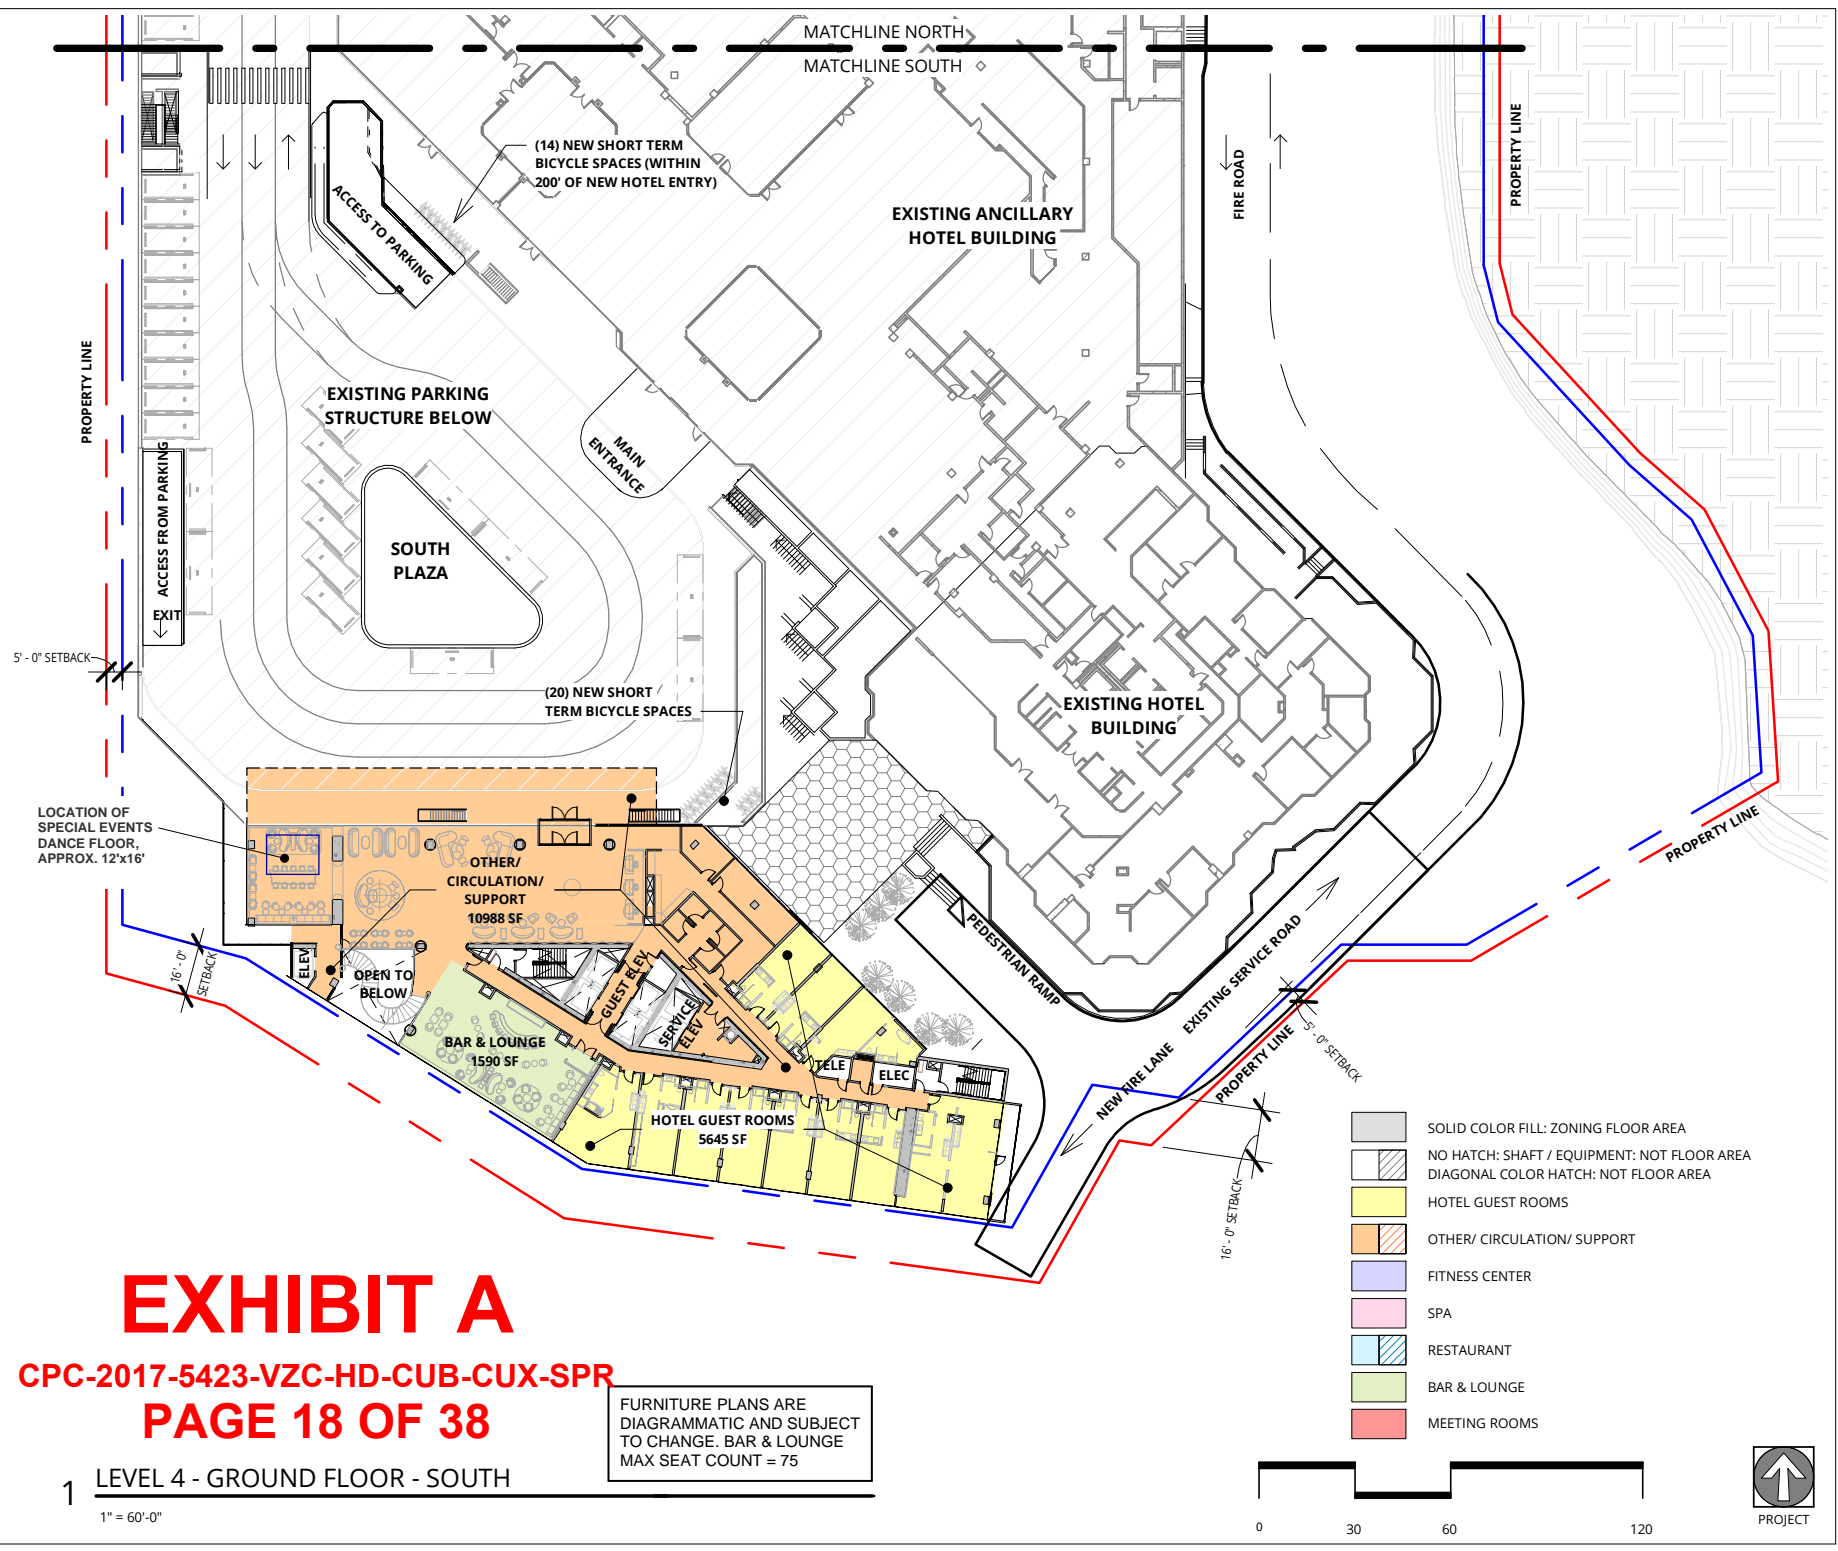 MATCHLINE NORTH
MATCHLINE SOUTH
(14) NEW SHORT TERM
BICYCLE SPACES (WITHIN
200' OF NEW HOTEL ENTRY)
ACCESS TO PARKING
EXISTING ANCILLARY
HOTEL BUILDING
FIRE ROAD
PROPERTY LINE
PROPERTY LINE
EXISTING PARKING
STRUCTURE BELOW
MAIN
ENTRANCE
ACCESS FROM PARKING
EXIT
SOUTH
PLAZA
5' - 0" SETBACK
(20) NEW SHORT
TERM BICYCLE SPACES
EXISTING HOTEL
BUILDING
LOCATION OF
SPECIAL EVENTS
DANCE FLOOR,
APPROX. 12'x16'
OTHER/
CIRCULATION/
SUPPORT
10988 SF
PROPERTY LINE
PEDESTRIAN RAMP
EXISTING SERVICE ROAD
16' - 0"
SETBACK
ELEV
OPEN TO
BELOW
GUEST ELEV
SERVICE
ELEV
BAR & LOUNGE
1590 SF
TELE
ELEC
NEW FIRE LANE
PROPERTY LINE
5' - 0" SETBACK
HOTEL GUEST ROOMS
5645 SF
16' - 0" SETBACK
SOLID COLOR FILL: ZONING FLOOR AREA
NO HATCH: SHAFT / EQUIPMENT: NOT FLOOR AREA
DIAGONAL COLOR HATCH: NOT FLOOR AREA
HOTEL GUEST ROOMS
OTHER/ CIRCULATION/ SUPPORT
FITNESS CENTER
SPA
RESTAURANT
BAR & LOUNGE
MEETING ROOMS
EXHIBIT A
CPC-2017-5423-VZC-HD-CUB-CUX-SPR
PAGE 18 OF 38
FURNITURE PLANS ARE
DIAGRAMMATIC AND SUBJECT
TO CHANGE. BAR & LOUNGE
MAX SEAT COUNT = 75
1 LEVEL 4 - GROUND FLOOR - SOUTH
1" = 60'-0"
0 30 60 120
PROJECT